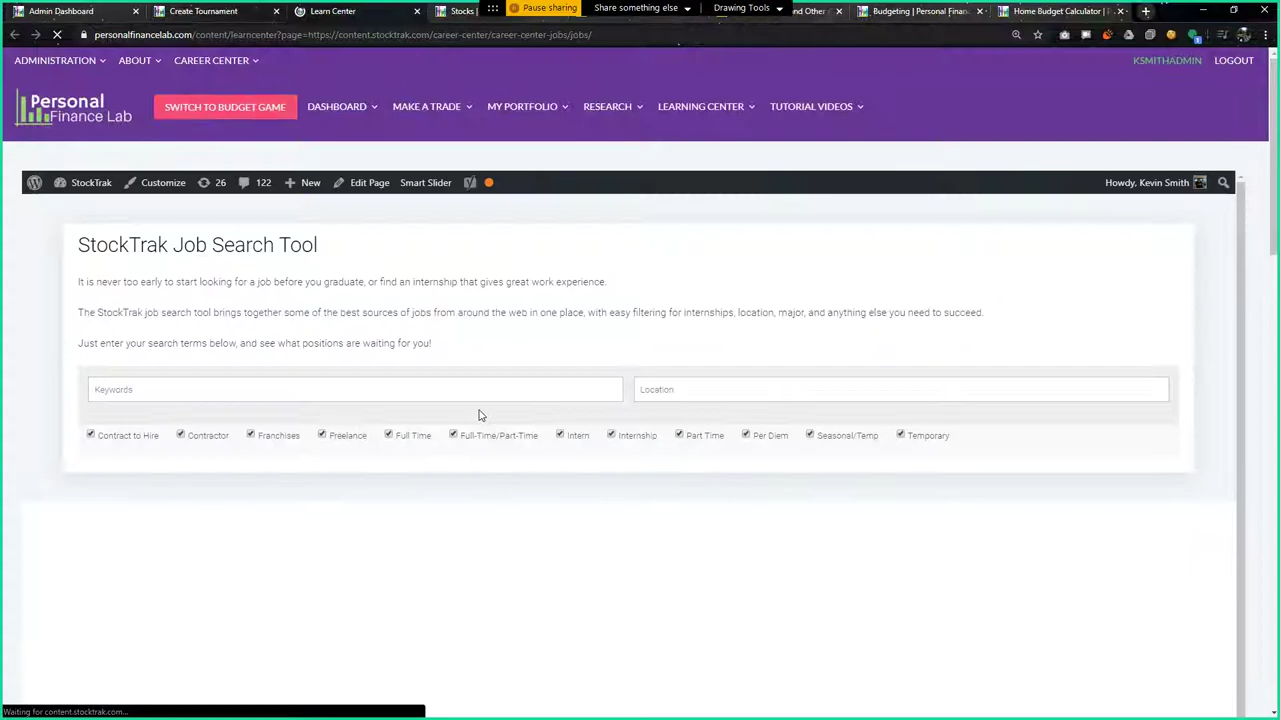 Admin Dashboard
Create Tournament
Learn Center
Stocks |
Pause sharing
Share something else
Drawing Tools
and Other
Budgeting | Personal Finan
Home Budget Calculator |
personalfinancelab.com/content/learncenter?page=https://content.stocktrak.com/career-center/career-center-jobs/jobs/
ADMINISTRATION
ABOUT
CAREER CENTER
KSMITHADMIN
LOGOUT
Personal
Finance Lab
SWITCH TO BUDGET GAME
DASHBOARD
MAKE A TRADE
MY PORTFOLIO
RESEARCH
LEARNING CENTER
TUTORIAL VIDEOS
StockTrak
Customize
26
122
New
Edit Page
Smart Slider
Howdy, Kevin Smith
StockTrak Job Search Tool
It is never too early to start looking for a job before you graduate, or find an internship that gives great work experience.
The StockTrak job search tool brings together some of the best sources of jobs from around the web in one place, with easy filtering for internships, location, major, and anything else you need to succeed.
Just enter your search terms below, and see what positions are waiting for you!
Keywords
Location
Contract to Hire
Contractor
Franchises
Freelance
Full Time
Full-Time/Part-Time
Intern
Internship
Part Time
Per Diem
Seasonal/Temp
Temporary
Waiting for content.stocktrak.com...